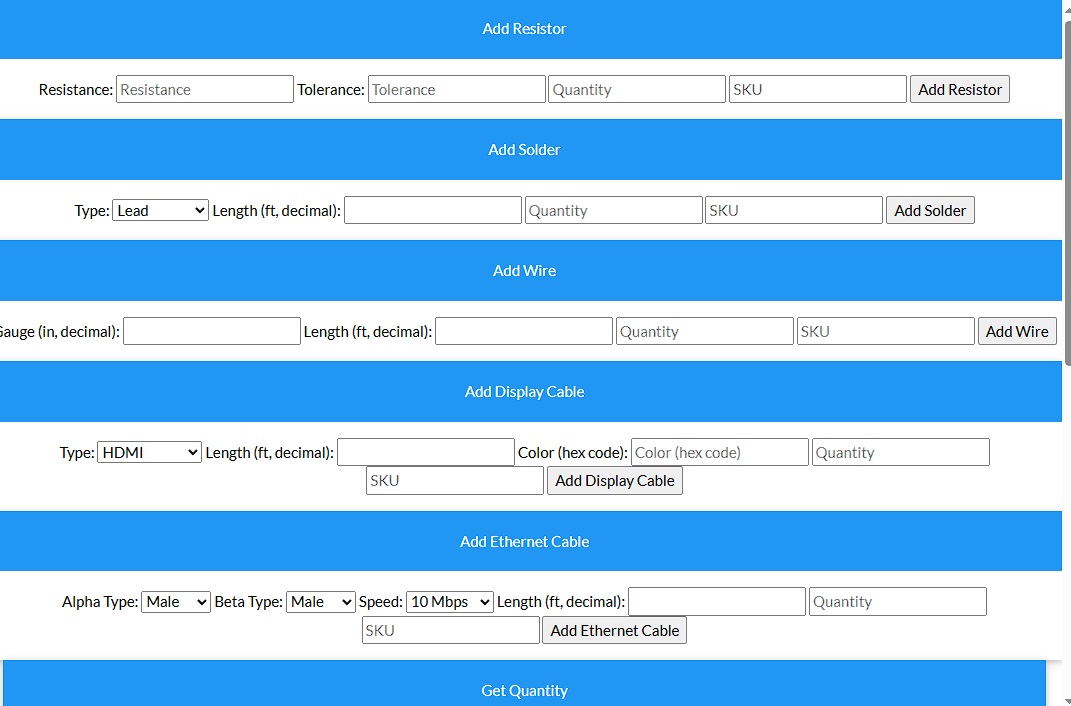 Add Resistor
Resistance: Resistance Tolerance: Tolerance Quantity SKU Add Resistor
Add Solder
Type: Lead Length (ft, decimal): Quantity SKU Add Solder
Add Wire
Gauge (in, decimal): Length (ft, decimal): Quantity SKU Add Wire
Add Display Cable
Type: HDMI Length (ft, decimal): Color (hex code): Color (hex code) Quantity
SKU Add Display Cable
Add Ethernet Cable
Alpha Type: Male Beta Type: Male Speed: 10 Mbps Length (ft, decimal): Quantity
SKU Add Ethernet Cable
Get Quantity